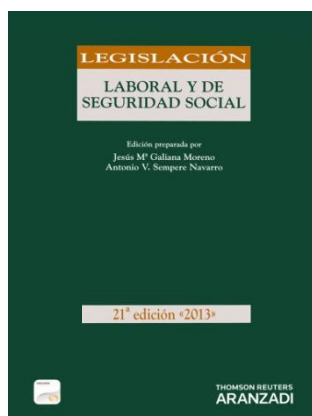 LEGISLACIÓN
LABORAL Y DE
SEGURIDAD SOCIAL
Edición preparada por
Jesús Mª Galiana Moreno
Antonio V. Sempere Navarro
21ª edición «2013»
THOMSON REUTERS
ARANZADI